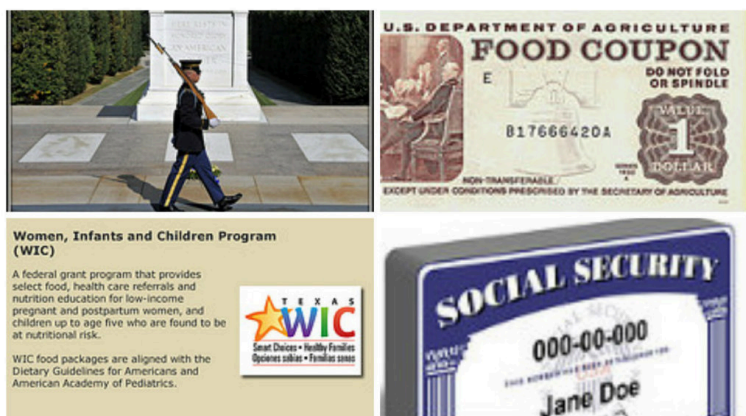 U.S. DEPARTMENT OF AGRICULTURE
FOOD COUPON
E
DO NOT FOLD
OR SPINDLE
B17666420A
VALUE
1
DOLLAR
NON-TRANSFERABLE
EXCEPT UNDER CONDITIONS PRESCRIBED BY THE SECRETARY OF AGRICULTURE
Women, Infants and Children Program
(WIC)
A federal grant program that provides
select food, health care referrals and
nutrition education for low-income
pregnant and postpartum women, and
children up to age five who are found to be
at nutritional risk.
WIC food packages are aligned with the
Dietary Guidelines for Americans and
American Academy of Pediatrics.
TEXAS
WIC
Smart Choices • Healthy Families
Opciones sabias • Familias sanas
SOCIAL SECURITY
000-00-000
Jane Doe